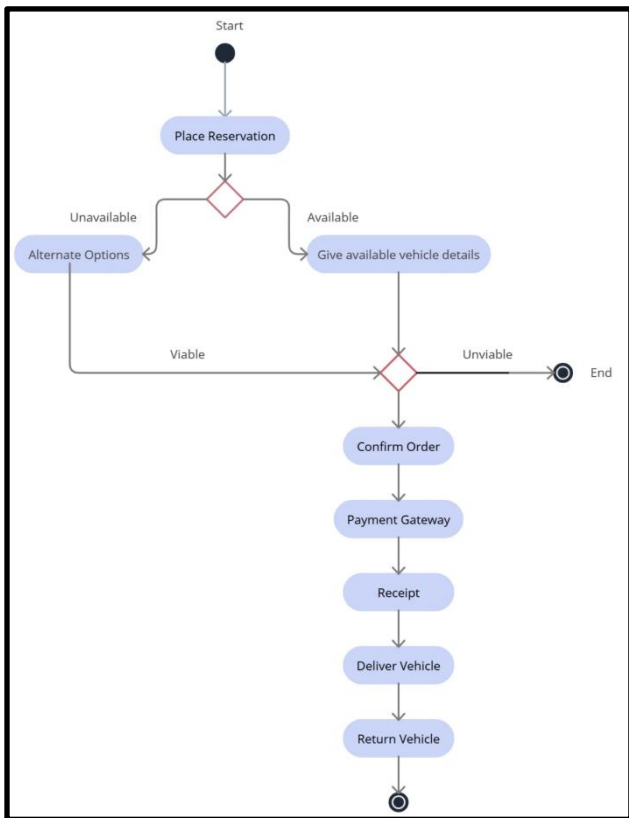 Start
Place Reservation
Unavailable
Available
Alternate Options
Give available vehicle details
Viable
Unviable
End
Confirm Order
Payment Gateway
Receipt
Deliver Vehicle
Return Vehicle